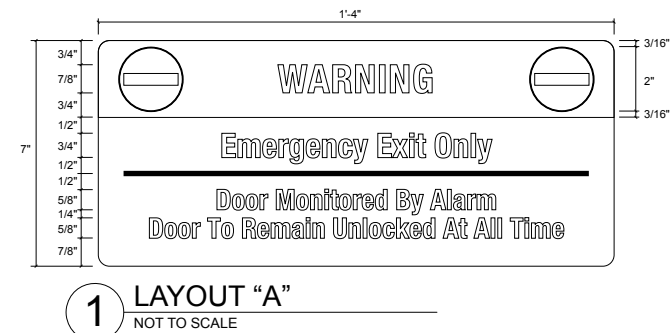 1'-4"
3/4"
7/8"
3/4"
1/2"
3/4"
1/2"
1/2"
5/8"
1/4"
5/8"
7/8"
7"
3/16"
2"
3/16"
WARNING
Emergency Exit Only
Door Monitored By Alarm
Door To Remain Unlocked At All Time
1 LAYOUT “A”
NOT TO SCALE